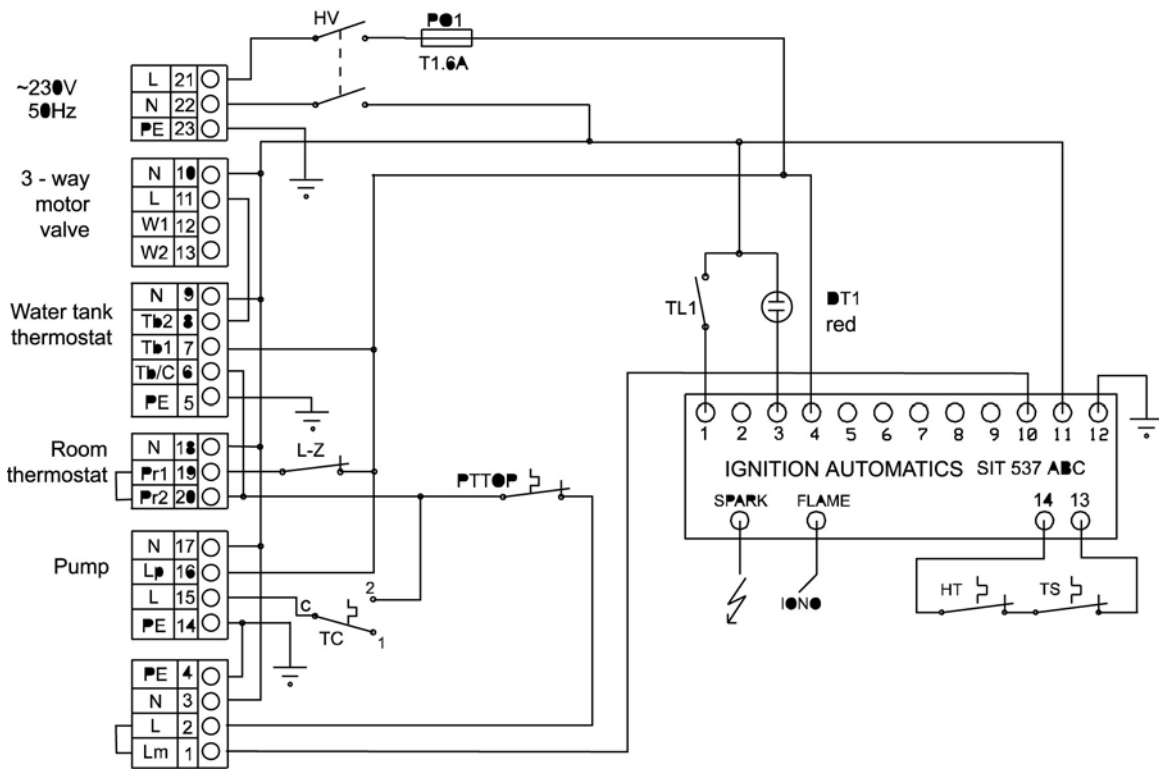 HV
PO1
T1.6A
~230V
50Hz
L 21
N 22
PE 23
3 - way
motor
valve
N 10
L 11
W1 12
W2 13
Water tank
thermostat
N 9
Tb2 8
Tb1 7
Tb/C 6
PE 5
Room
thermostat
N 18
Pr1 19
Pr2 20
L-Z
PTTOP
Pump
N 17
Lp 16
L 15
PE 14
C
2
TC
1
PE 4
N 3
L 2
Lm 1
TL1
DT1
red
1 2 3 4 5 6 7 8 9 10 11 12
IGNITION AUTOMATICS SIT 537 ABC
SPARK FLAME 14 13
IONO
HT TS